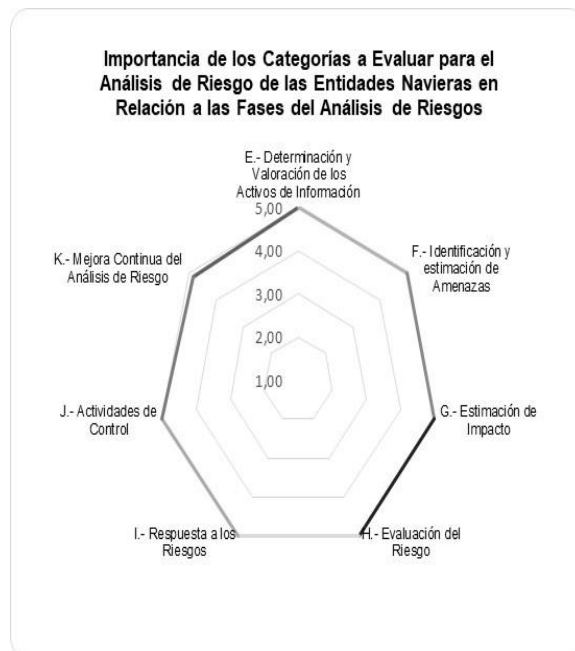 Importancia de los Categorías a Evaluar para el
Análisis de Riesgo de las Entidades Navieras en
Relación a las Fases del Análisis de Riesgos
E.- Determinación y
Valoración de los
Activos de Información
5,00
4,00
3,00
2,00
1,00
F.- Identificación y
estimación de
Amenazas
G.- Estimación de
Impacto
H.- Evaluación del
Riesgo
I.- Respuesta a los
Riesgos
J.- Actividades de
Control
K.- Mejora Continua del
Análisis de Riesgo